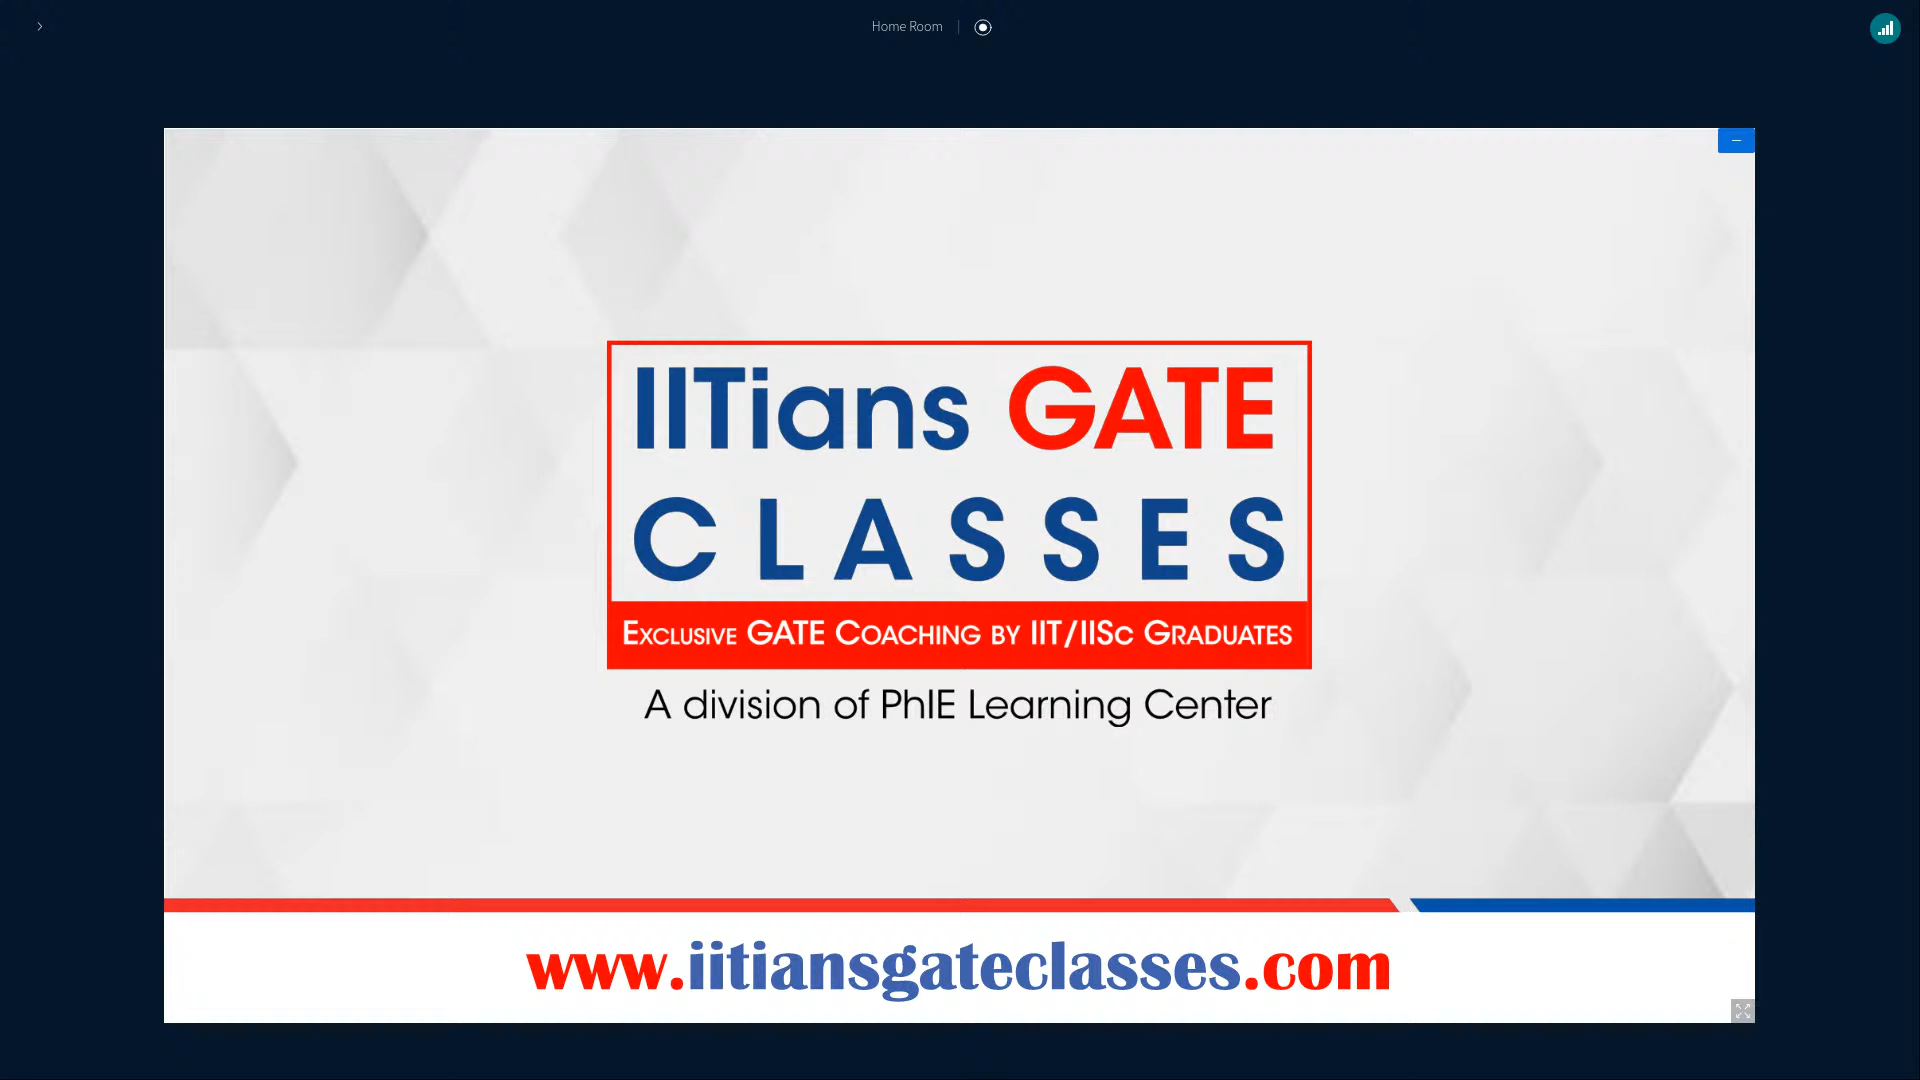 Home Room
IITians GATE
CLASSES
Exclusive GATE Coaching by IIT/IISc Graduates
A division of PhIE Learning Center
www.iitiansgateclasses.com